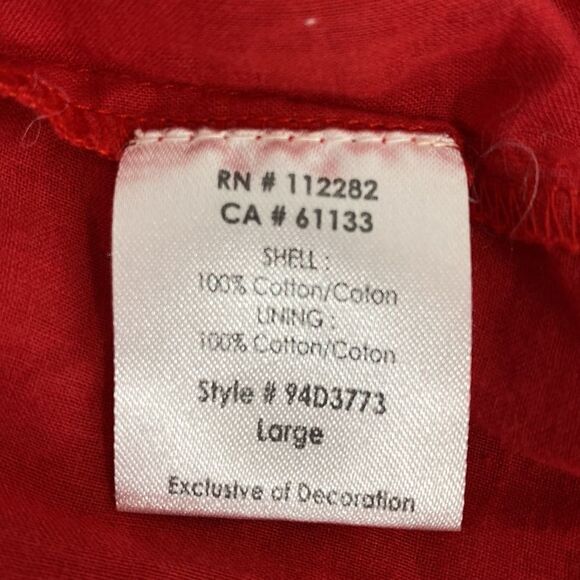 RN # 112282
CA # 61133
SHELL :
100% Cotton/Coton
LINING :
100% Cotton/Coton
Style # 94D3773
Large
Exclusive of Decoration